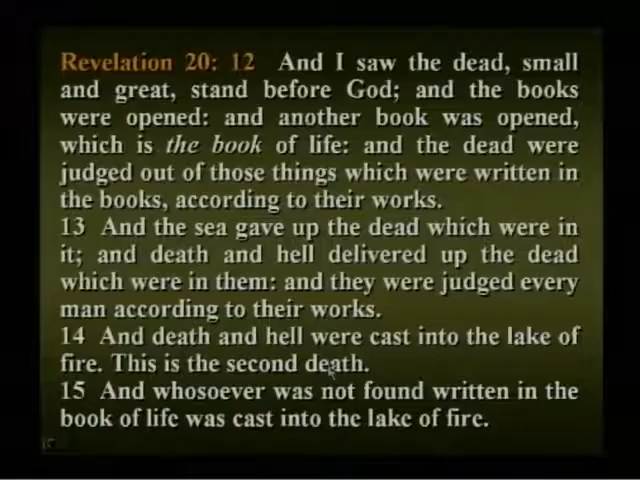 Revelation 20: 12 And I saw the dead, small
and great, stand before God; and the books
were opened: and another book was opened,
which is the book of life: and the dead were
judged out of those things which were written in
the books, according to their works.
13 And the sea gave up the dead which were in
it; and death and hell delivered up the dead
which were in them: and they were judged every
man according to their works.
14 And death and hell were cast into the lake of
fire. This is the second death.
15 And whosoever was not found written in the
book of life was cast into the lake of fire.